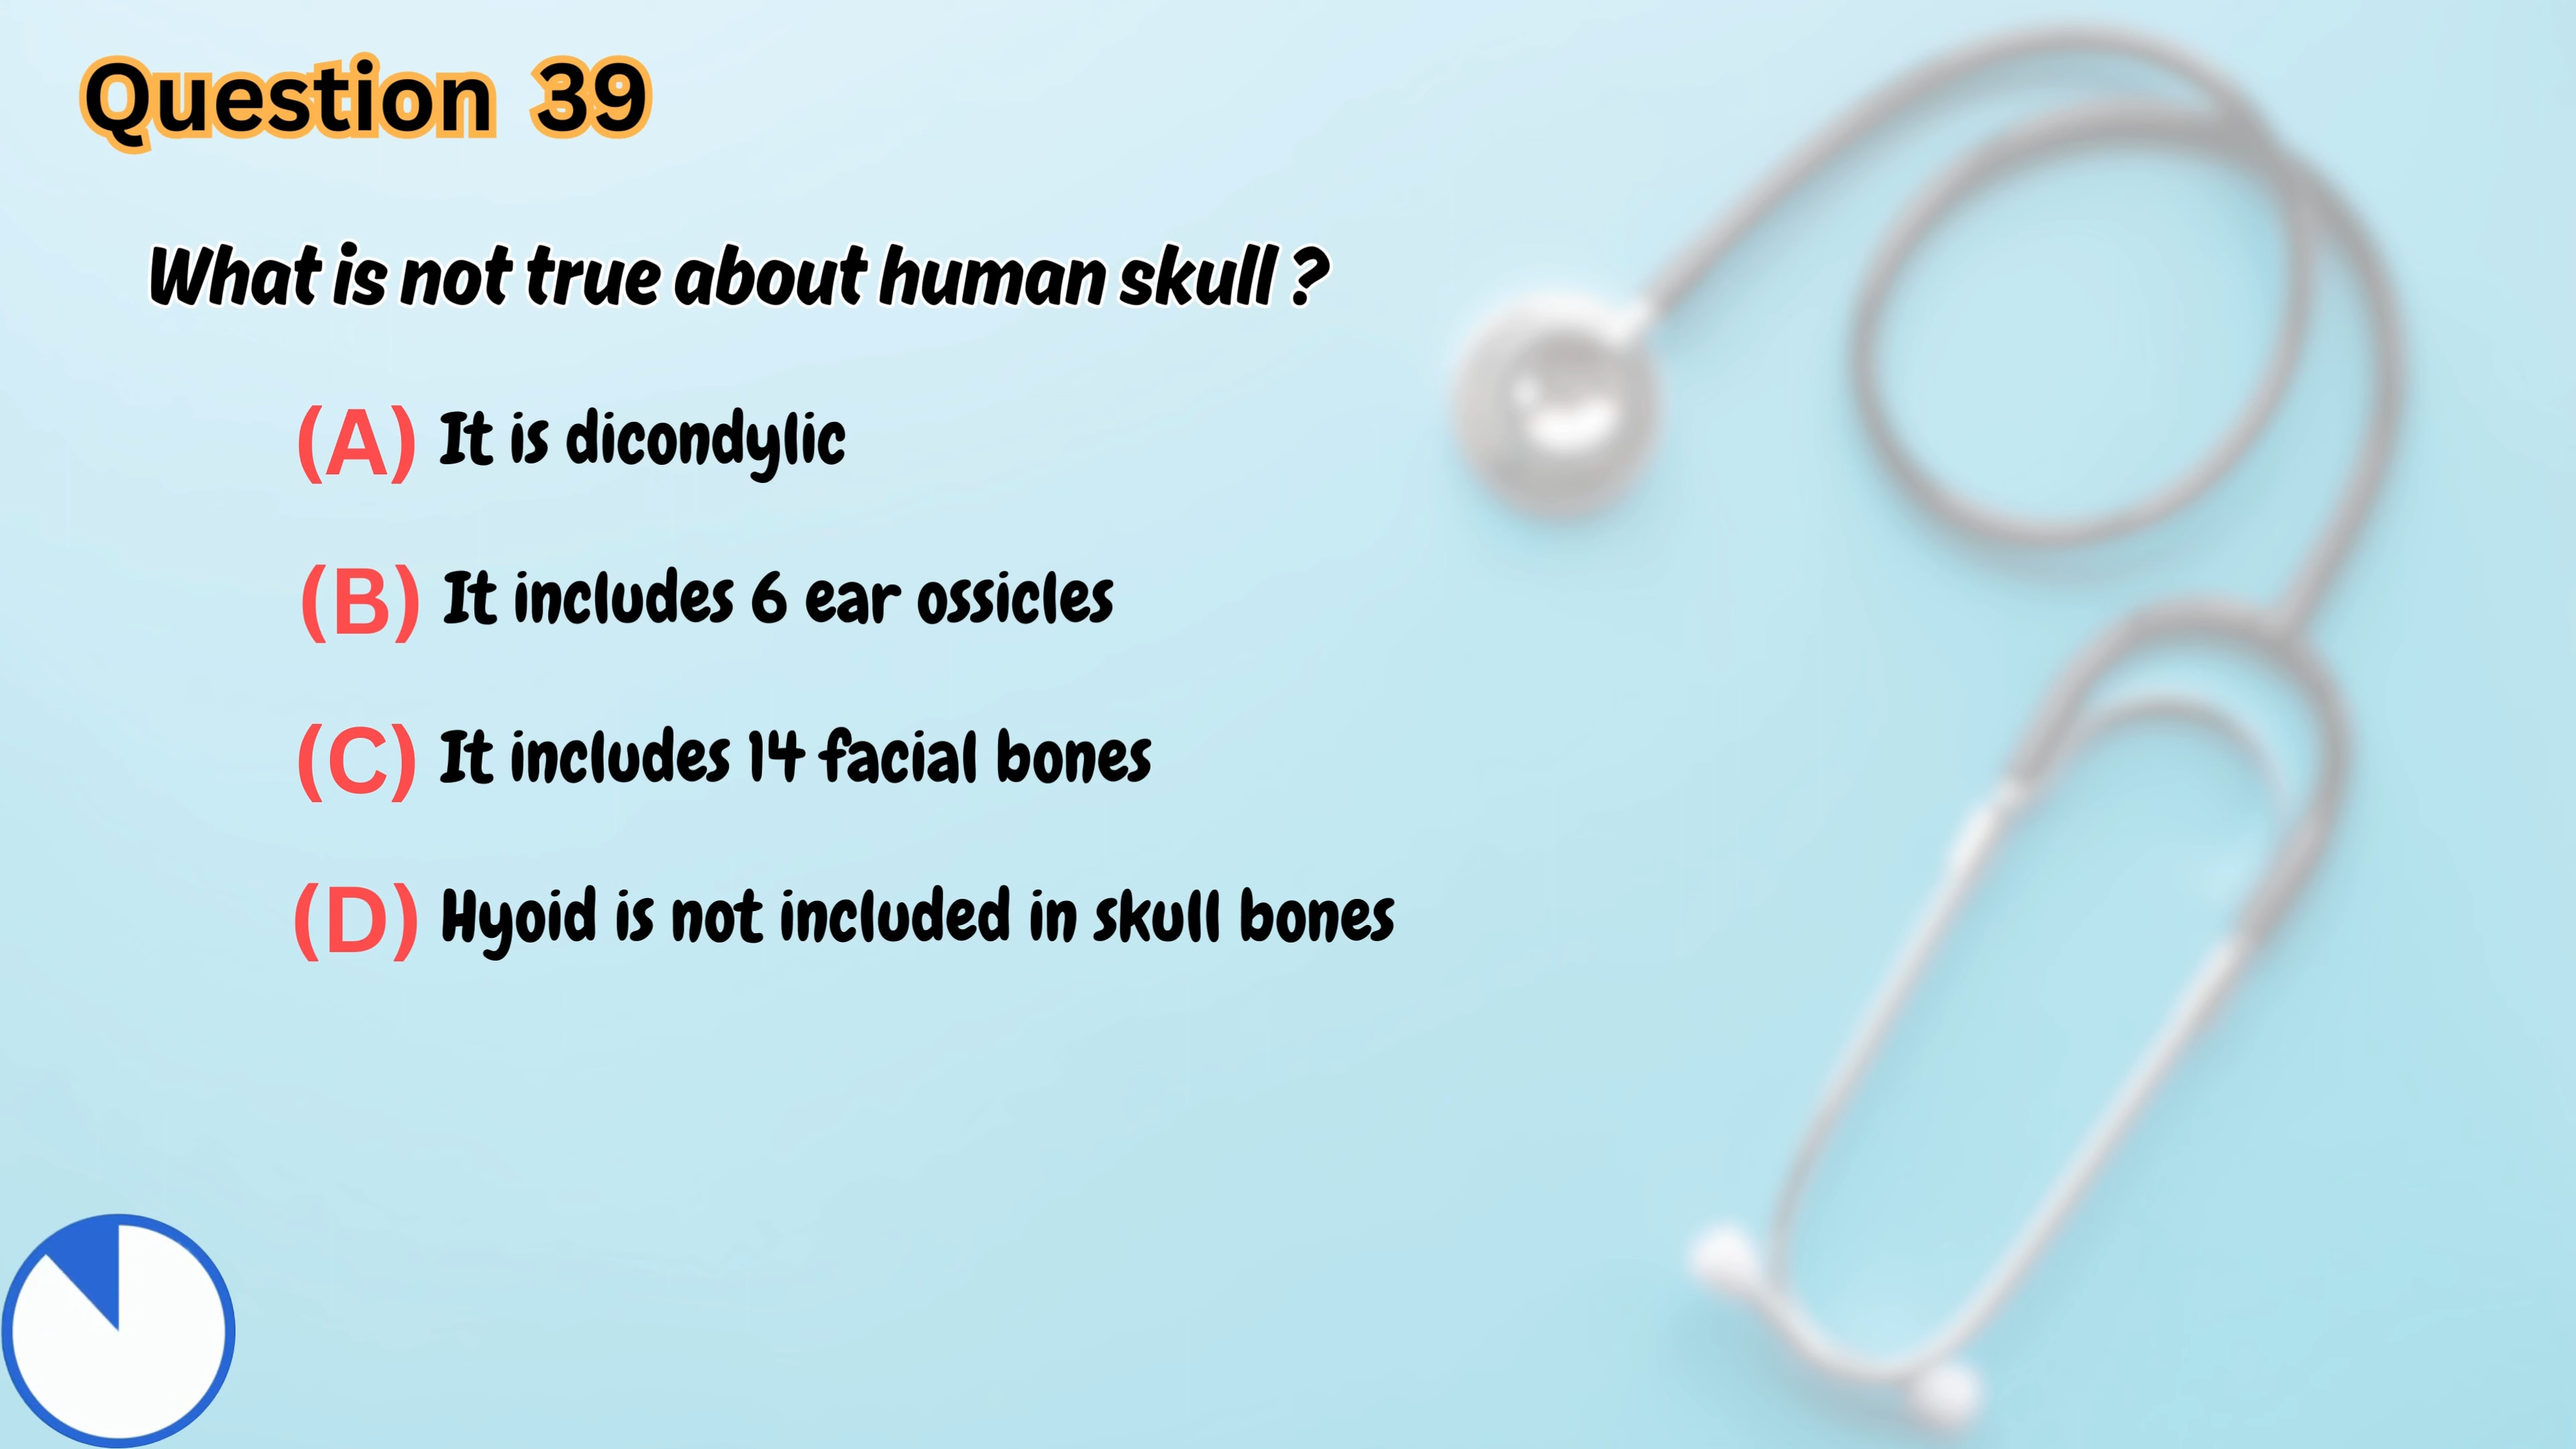 Question 39
What is not true about human skull ?
(A) It is dicondylic
(B) It includes 6 ear ossicles
(C) It includes 14 facial bones
(D) Hyoid is not included in skull bones